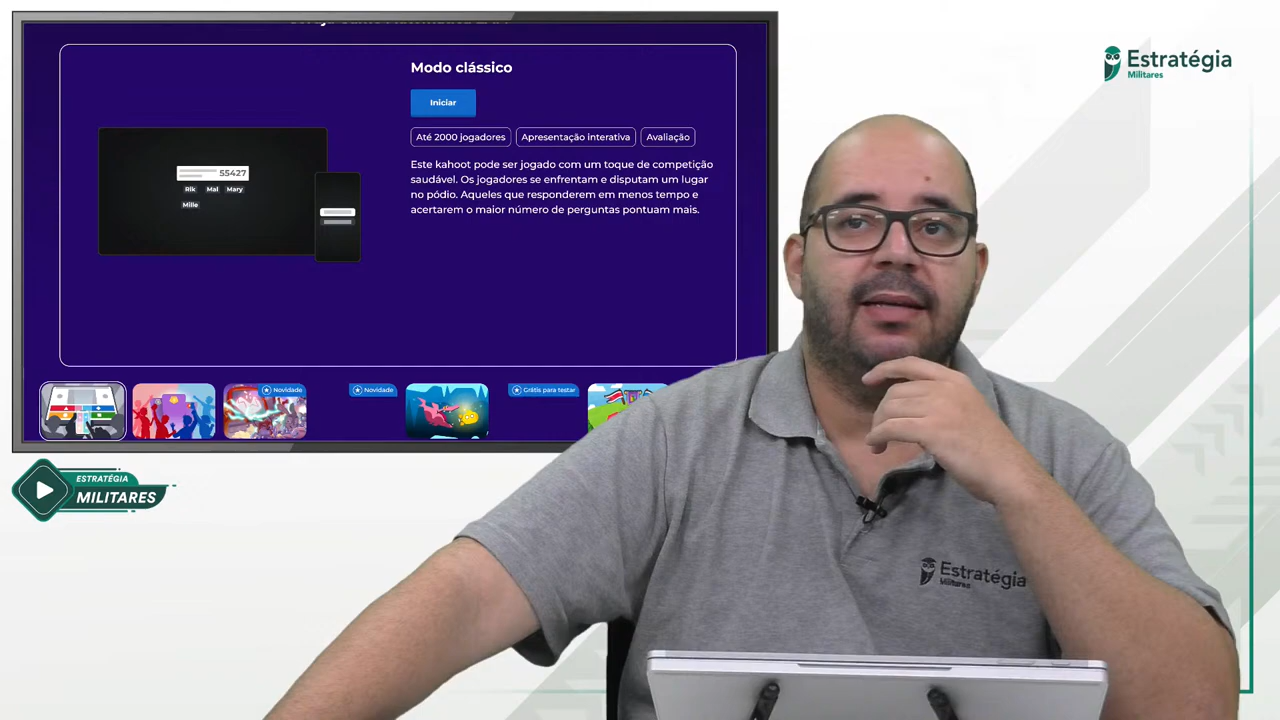 Modo clássico
Iniciar
Até 2000 jogadores
Apresentação interativa
Avaliação
Este kahoot pode ser jogado com um toque de competição
saudável. Os jogadores se enfrentam e disputam um lugar
no pódio. Aqueles que responderem em menos tempo e
acertarem o maior número de perguntas pontuam mais.
55427
Rik
Mal
Mary
Mille
Novidade
Novidade
Grátis para testar
Estratégia
Militares
ESTRATÉGIA
MILITARES
Estratégia
Militares